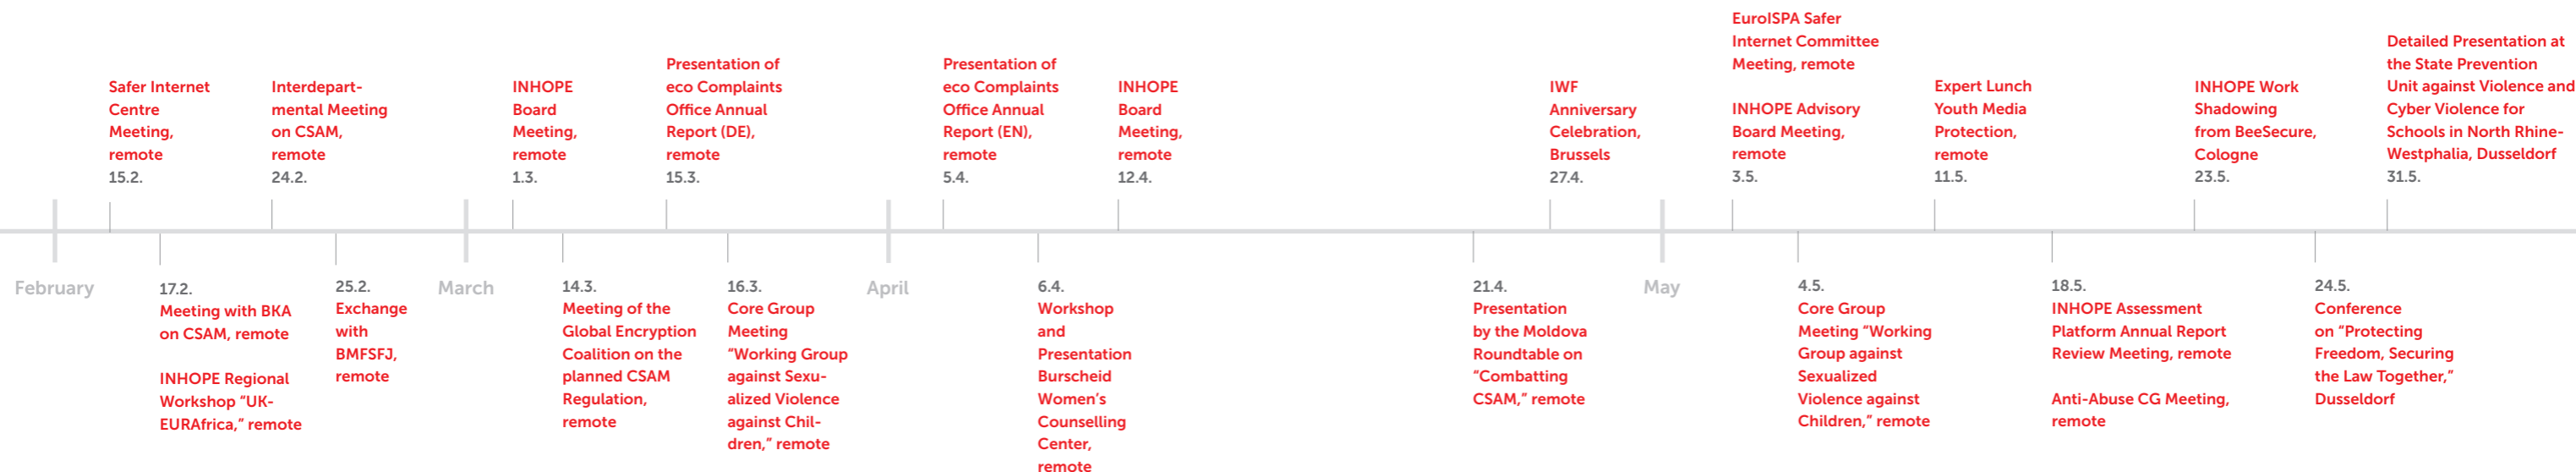 Safer Internet
Centre
Meeting,
remote
15.2.
Interdepart-
mental Meeting
on CSAM,
remote
24.2.
INHOPE
Board
Meeting,
remote
1.3.
Presentation of
eco Complaints
Office Annual
Report (DE),
remote
15.3.
Presentation of
eco Complaints
Office Annual
Report (EN),
remote
5.4.
INHOPE
Board
Meeting,
remote
12.4.
IWF
Anniversary
Celebration,
Brussels
27.4.
EuroISPA Safer
Internet Committee
Meeting, remote
INHOPE Advisory
Board Meeting,
remote
3.5.
Expert Lunch
Youth Media
Protection,
remote
11.5.
INHOPE Work
Shadowing
from BeeSecure,
Cologne
23.5.
Detailed Presentation at
the State Prevention
Unit against Violence and
Cyber Violence for
Schools in North Rhine-
Westphalia, Dusseldorf
31.5.
February
17.2.
Meeting with BKA
on CSAM, remote
INHOPE Regional
Workshop “UK-
EURAfrica,” remote
25.2.
Exchange
with
BMFSFJ,
remote
March
14.3.
Meeting of the
Global Encryption
Coalition on the
planned CSAM
Regulation,
remote
16.3.
Core Group
Meeting
“Working Group
against Sexu-
alized Violence
against Chil-
dren,” remote
April
6.4.
Workshop
and
Presentation
Burscheid
Women’s
Counselling
Center,
remote
21.4.
Presentation
by the Moldova
Roundtable on
“Combatting
CSAM,” remote
May
4.5.
Core Group
Meeting “Working
Group against
Sexualized
Violence against
Children,” remote
18.5.
INHOPE Assessment
Platform Annual Report
Review Meeting, remote
Anti-Abuse CG Meeting,
remote
24.5.
Conference
on “Protecting
Freedom, Securing
the Law Together,”
Dusseldorf